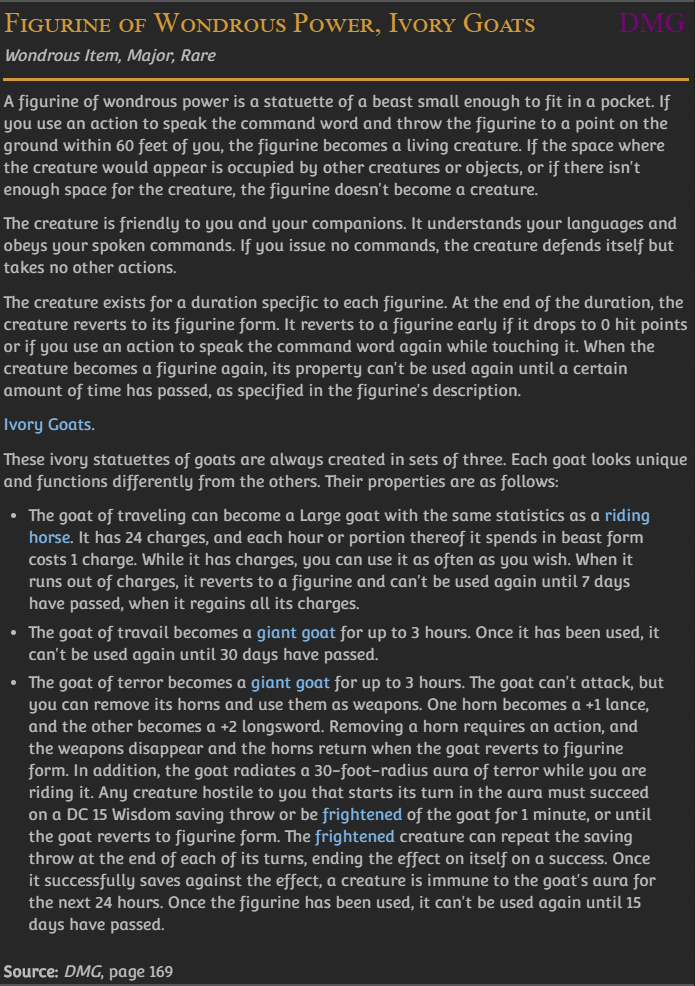 Figurine of Wondrous Power, Ivory Goats DMG
Wondrous Item, Major, Rare
A figurine of wondrous power is a statuette of a beast small enough to fit in a pocket. If
you use an action to speak the command word and throw the figurine to a point on the
ground within 60 feet of you, the figurine becomes a living creature. If the space where
the creature would appear is occupied by other creatures or objects, or if there isn't
enough space for the creature, the figurine doesn't become a creature.
The creature is friendly to you and your companions. It understands your languages and
obeys your spoken commands. If you issue no commands, the creature defends itself but
takes no other actions.
The creature exists for a duration specific to each figurine. At the end of the duration, the
creature reverts to its figurine form. It reverts to a figurine early if it drops to 0 hit points
or if you use an action to speak the command word again while touching it. When the
creature becomes a figurine again, its property can't be used again until a certain
amount of time has passed, as specified in the figurine's description.
Ivory Goats.
These ivory statuettes of goats are always created in sets of three. Each goat looks unique
and functions differently from the others. Their properties are as follows:
• The goat of traveling can become a Large goat with the same statistics as a riding
horse. It has 24 charges, and each hour or portion thereof it spends in beast form
costs 1 charge. While it has charges, you can use it as often as you wish. When it
runs out of charges, it reverts to a figurine and can't be used again until 7 days
have passed, when it regains all its charges.
• The goat of travail becomes a giant goat for up to 3 hours. Once it has been used, it
can't be used again until 30 days have passed.
• The goat of terror becomes a giant goat for up to 3 hours. The goat can't attack, but
you can remove its horns and use them as weapons. One horn becomes a +1 lance,
and the other becomes a +2 longsword. Removing a horn requires an action, and
the weapons disappear and the horns return when the goat reverts to figurine
form. In addition, the goat radiates a 30-foot-radius aura of terror while you are
riding it. Any creature hostile to you that starts its turn in the aura must succeed
on a DC 15 Wisdom saving throw or be frightened of the goat for 1 minute, or until
the goat reverts to figurine form. The frightened creature can repeat the saving
throw at the end of each of its turns, ending the effect on itself on a success. Once
it successfully saves against the effect, a creature is immune to the goat's aura for
the next 24 hours. Once the figurine has been used, it can't be used again until 15
days have passed.
Source: DMG, page 169